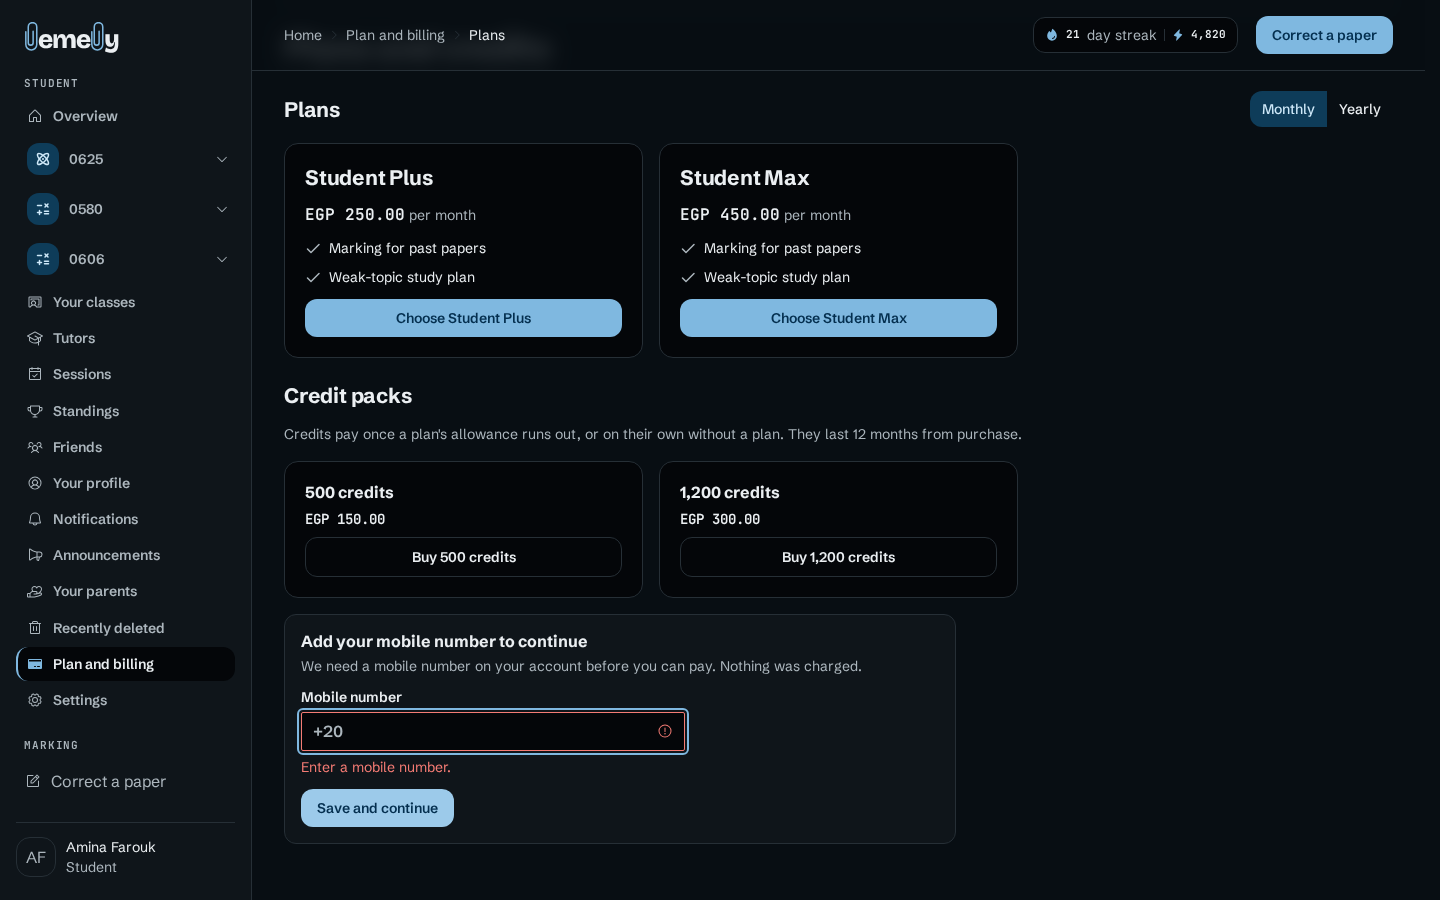 lemelly
STUDENT
Overview
0625
0580
0606
Your classes
Tutors
Sessions
Standings
Friends
Your profile
Notifications
Announcements
Your parents
Recently deleted
Plan and billing
Settings
MARKING
Correct a paper
AF
Amina Farouk
Student
Home
Plan and billing
Plans
21 day streak
4,820
Correct a paper
Plans
Monthly
Yearly
Student Plus
EGP 250.00 per month
Marking for past papers
Weak-topic study plan
Choose Student Plus
Student Max
EGP 450.00 per month
Marking for past papers
Weak-topic study plan
Choose Student Max
Credit packs
Credits pay once a plan's allowance runs out, or on their own without a plan. They last 12 months from purchase.
500 credits
EGP 150.00
Buy 500 credits
1,200 credits
EGP 300.00
Buy 1,200 credits
Add your mobile number to continue
We need a mobile number on your account before you can pay. Nothing was charged.
Mobile number
+20
Enter a mobile number.
Save and continue